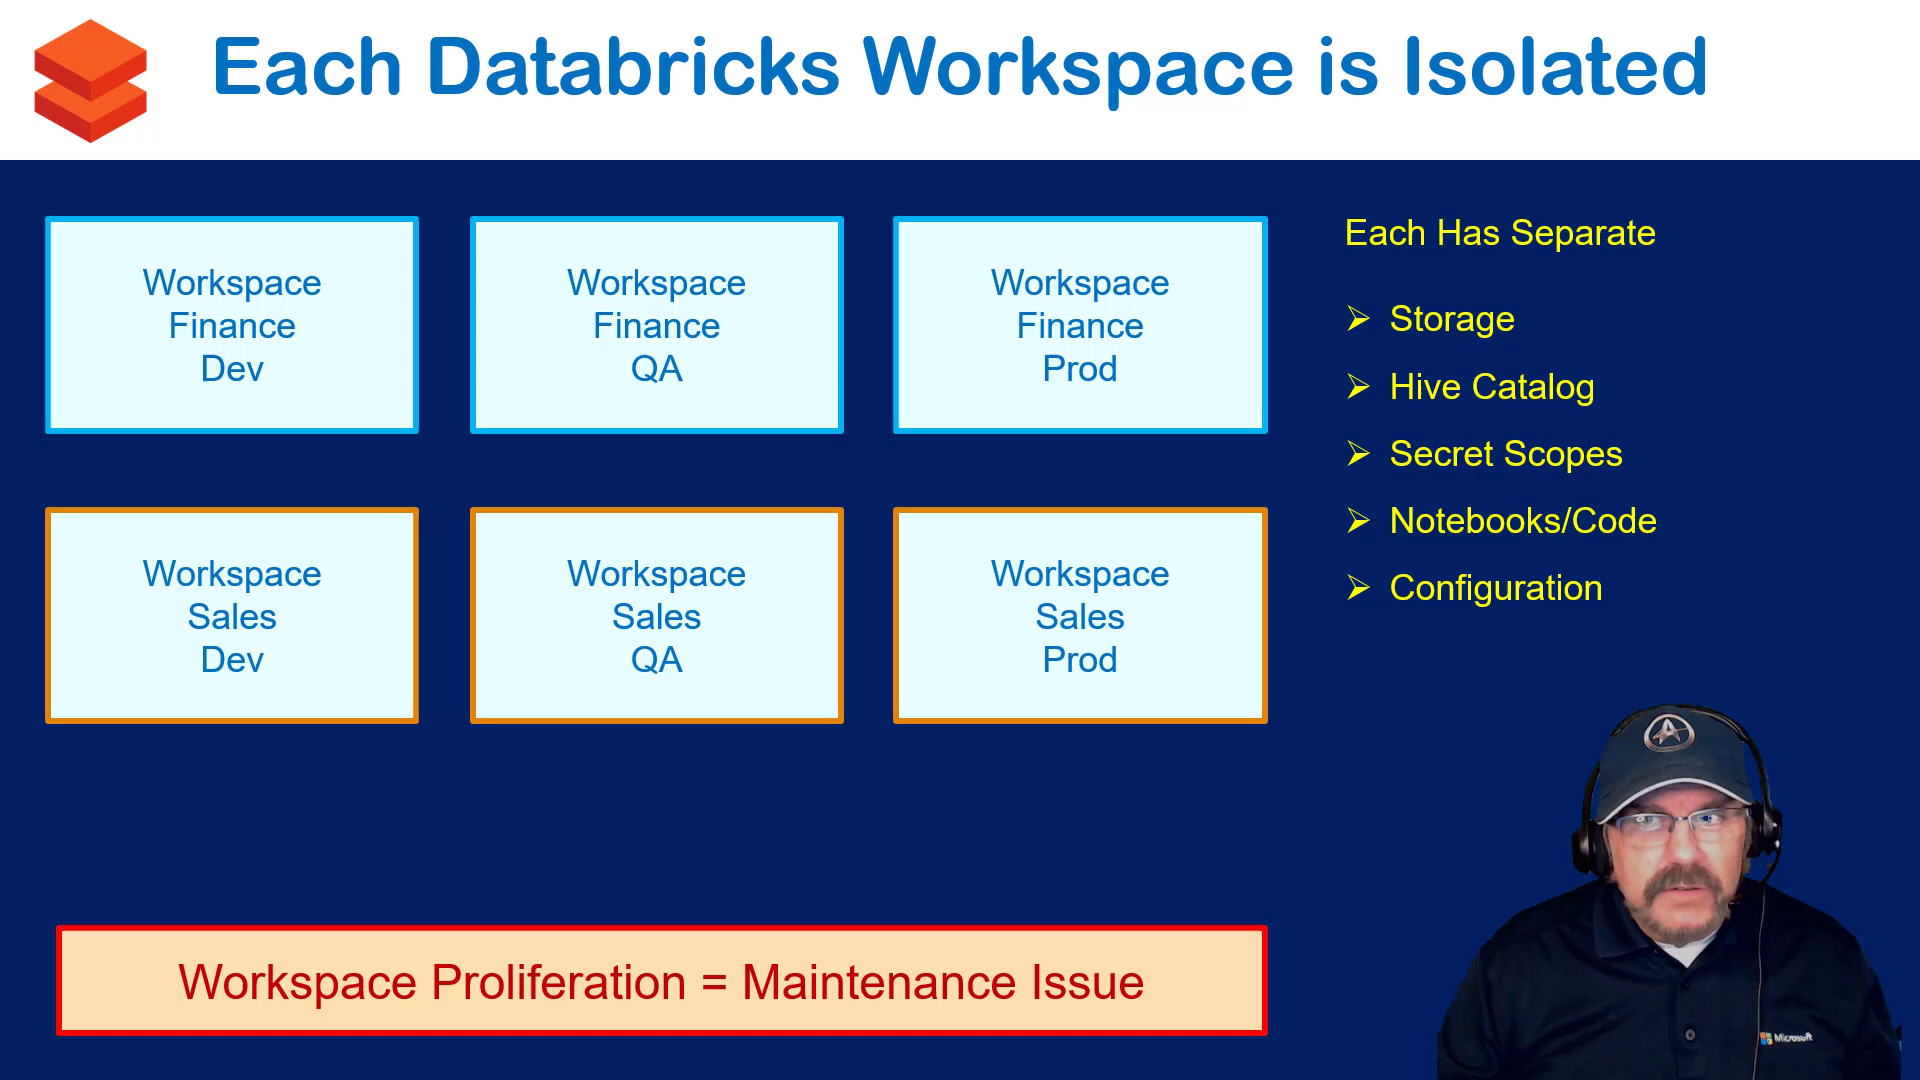 Each Databricks Workspace is Isolated
Workspace
Finance
Dev
Workspace
Finance
QA
Workspace
Finance
Prod
Workspace
Sales
Dev
Workspace
Sales
QA
Workspace
Sales
Prod
Each Has Separate
Storage
Hive Catalog
Secret Scopes
Notebooks/Code
Configuration
Workspace Proliferation = Maintenance Issue
Microsoft